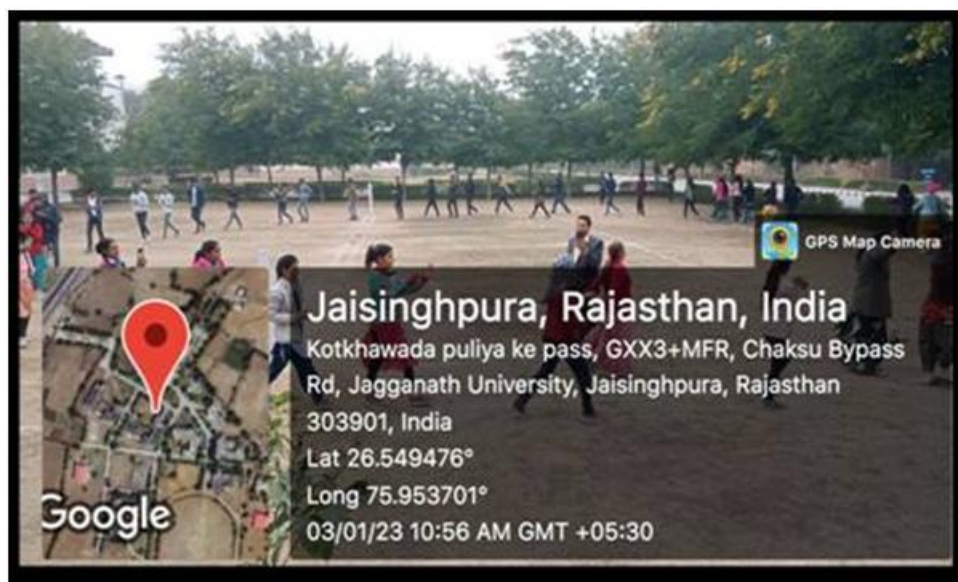 GPS Map Camera
Jaisinghpura, Rajasthan, India
Kotkhawada puliya ke pass, GXX3+MFR, Chaksu Bypass
Rd, Jagganath University, Jaisinghpura, Rajasthan
303901, India
Lat 26.549476°
Long 75.953701°
03/01/23 10:56 AM GMT +05:30
Google